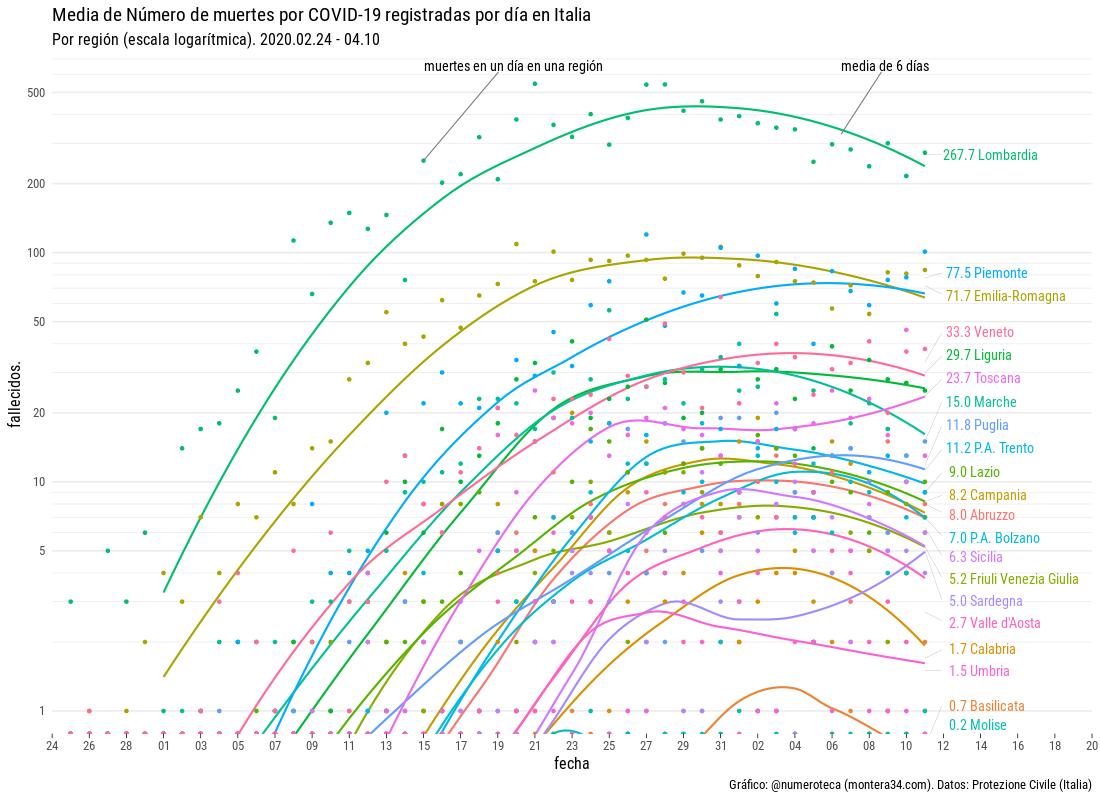 Media de Número de muertes por COVID-19 registradas por día en Italia
Por región (escala logarítmica). 2020.02.24 - 04.10
muertes en un día en una región
media de 6 días
500
200
100
50
20
10
5
1
fallecidos.
267.7 Lombardia
77.5 Piemonte
71.7 Emilia-Romagna
33.3 Veneto
29.7 Liguria
23.7 Toscana
15.0 Marche
11.8 Puglia
11.2 P.A. Trento
9.0 Lazio
8.2 Campania
8.0 Abruzzo
7.0 P.A. Bolzano
6.3 Sicilia
5.2 Friuli Venezia Giulia
5.0 Sardegna
2.7 Valle d'Aosta
1.7 Calabria
1.5 Umbria
0.7 Basilicata
0.2 Molise
24 26 28 01 03 05 07 09 11 13 15 17 19 21 23 25 27 29 31 02 04 06 08 10 12 14 16 18 20
fecha
Gráfico: @numeroteca (montera34.com). Datos: Protezione Civile (Italia)